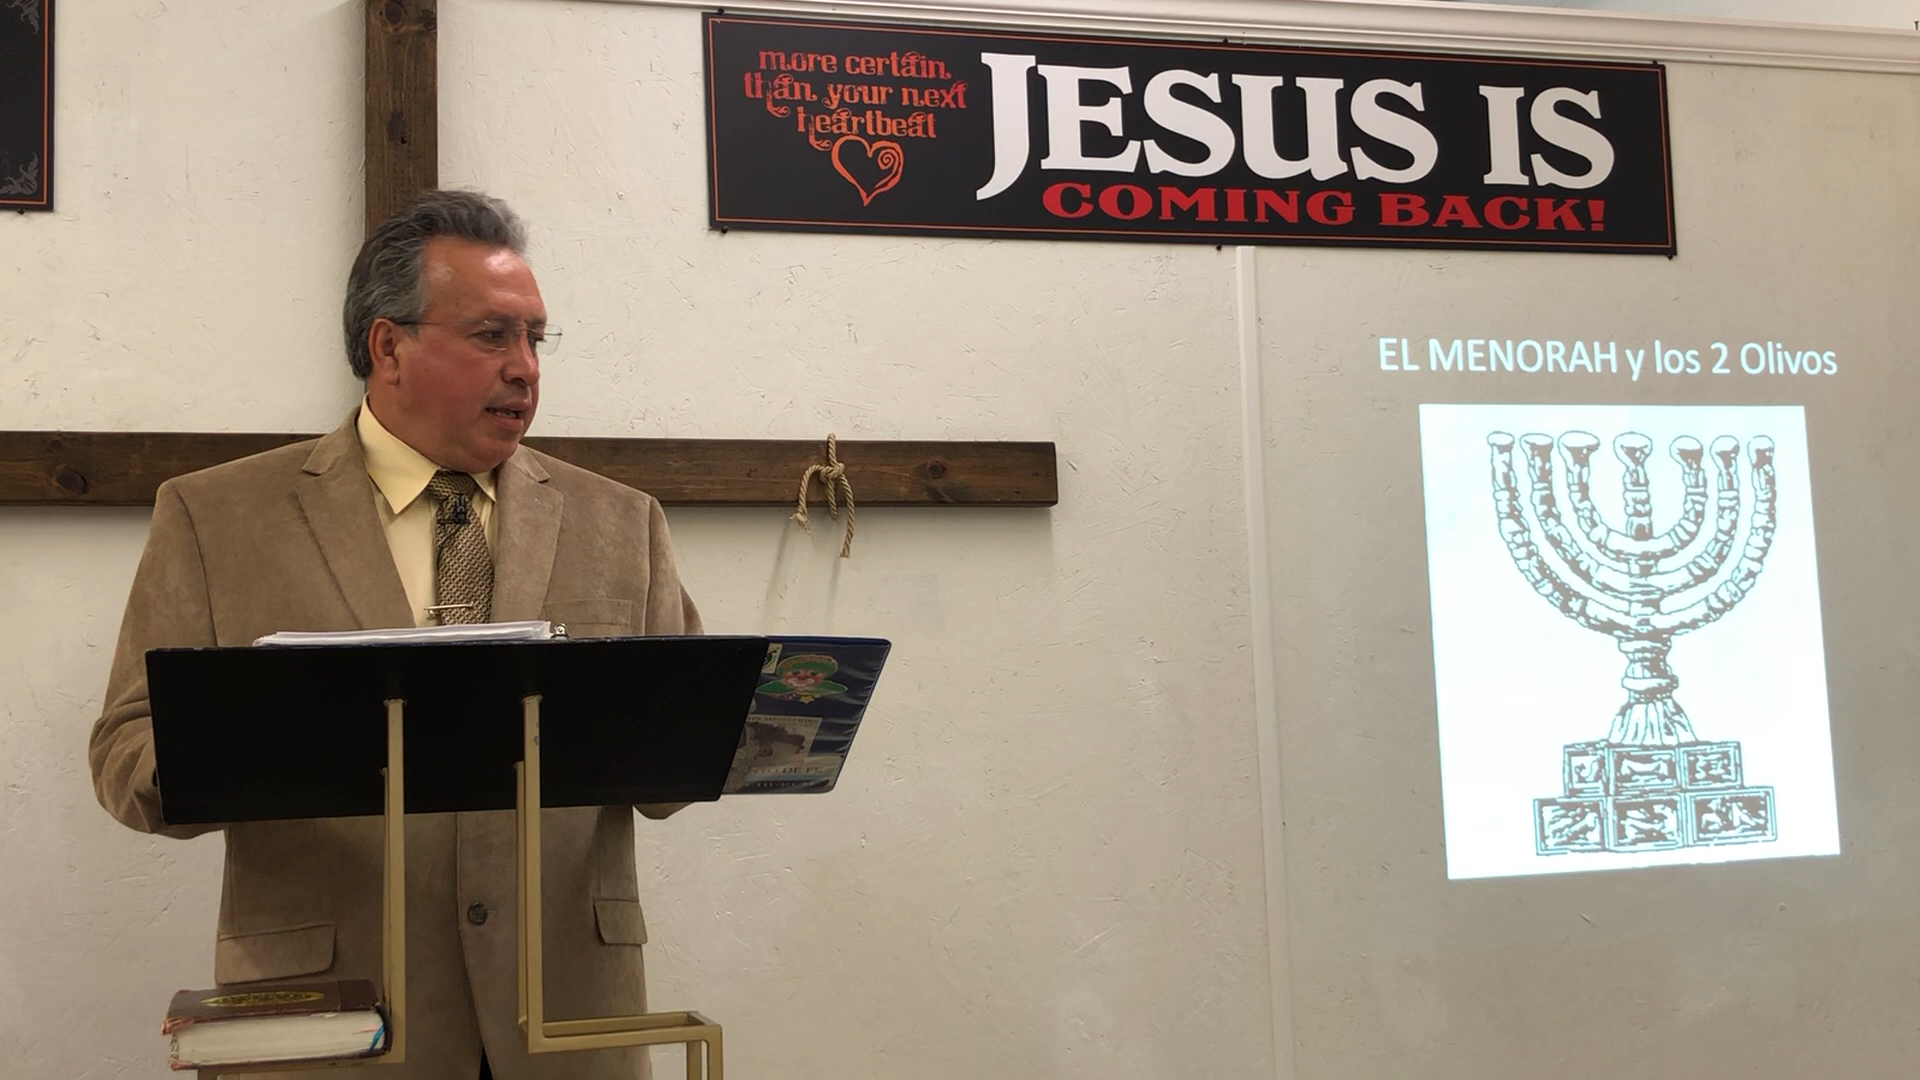 more certain
than your next
heartbeat
JESUS IS
COMING BACK!
EL MENORAH y los 2 Olivos